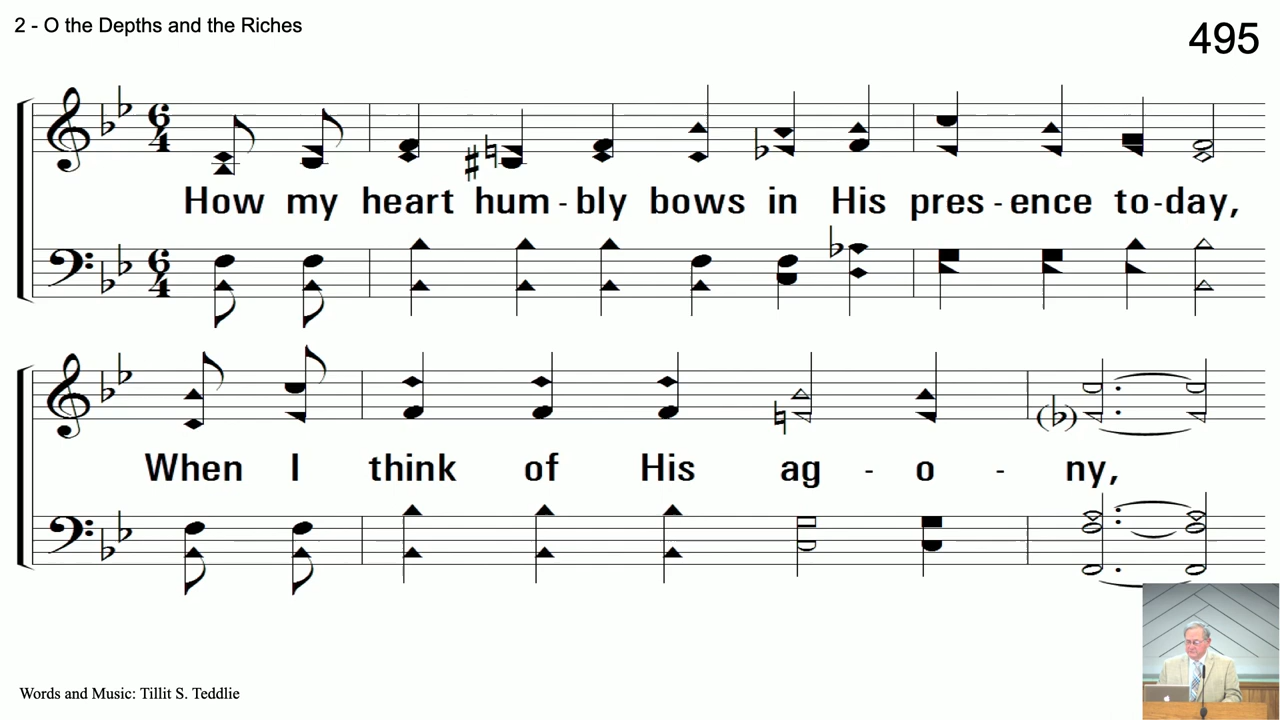 2 - O the Depths and the Riches
495
How my heart hum - bly bows in His pres - ence to - day,
When I think of His ag - o - ny,
Words and Music: Tillit S. Teddlie